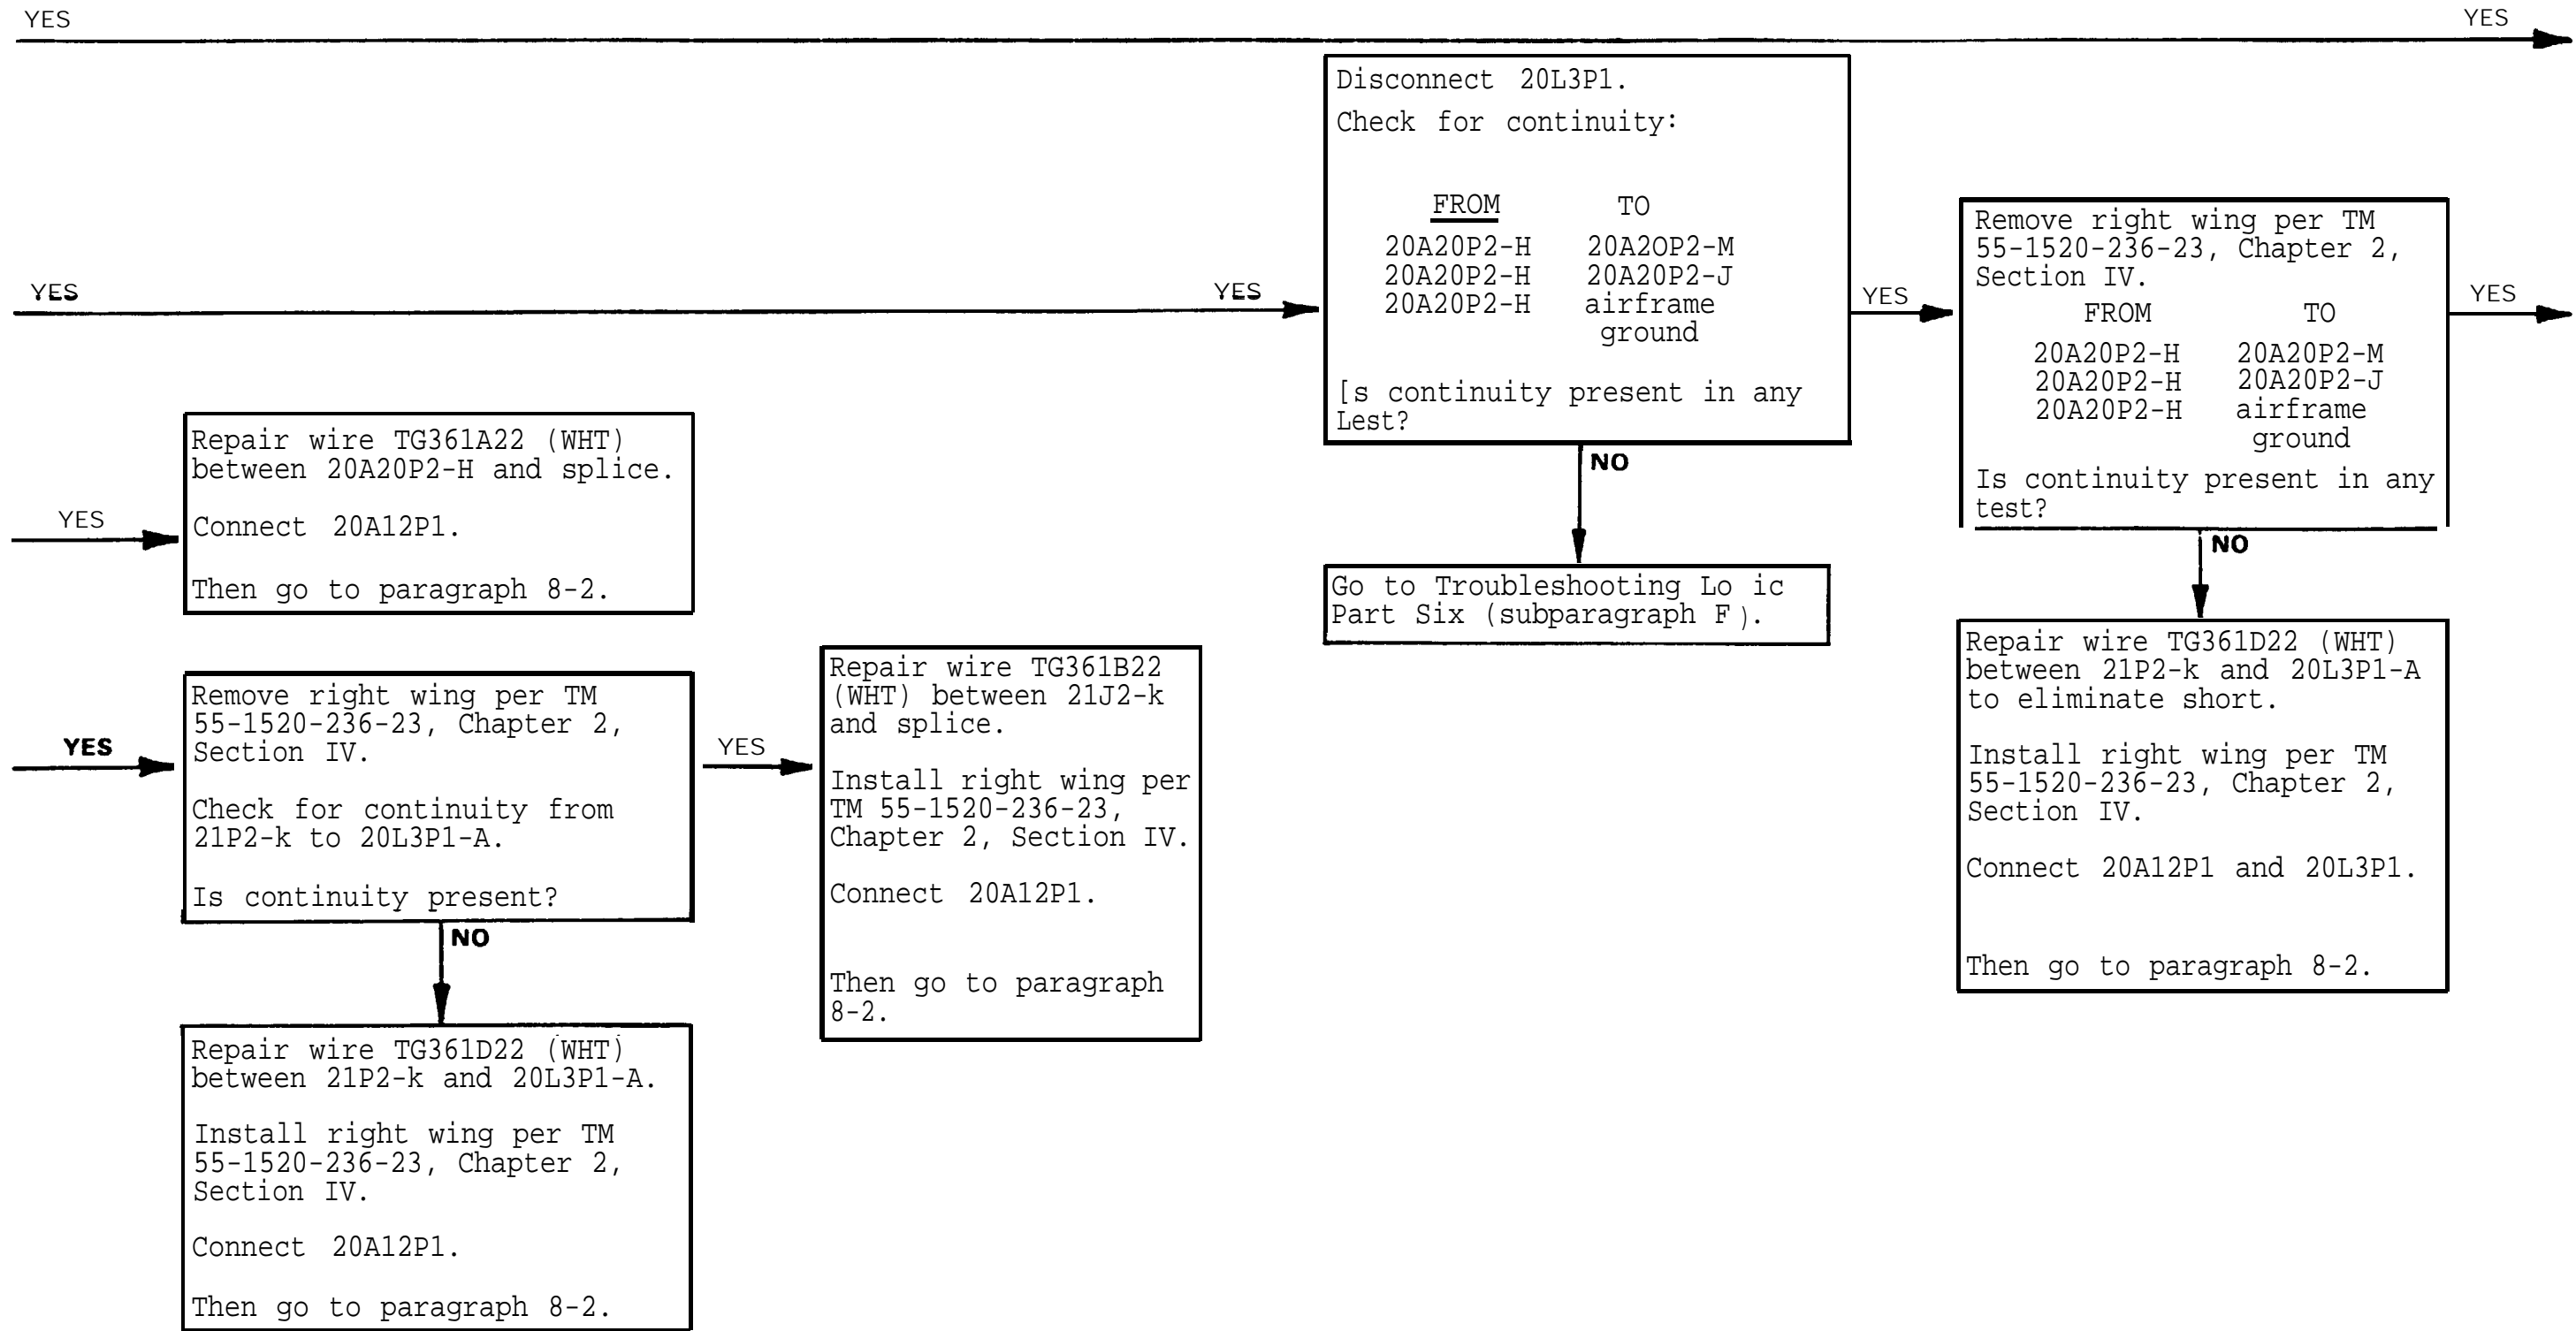 YES
YES
Disconnect 20L3P1.
Check for continuity:
FROM TO
20A20P2-H 20A2OP2-M
20A20P2-H 20A20P2-J
20A20P2-H airframe
ground
[s continuity present in any
Lest?
YES
YES
YES
YES
NO
Remove right wing per TM
55-1520-236-23, Chapter 2,
Section IV.
FROM TO
20A20P2-H 20A20P2-M
20A20P2-H 20A20P2-J
20A20P2-H airframe
ground
Is continuity present in any
test?
NO
Go to Troubleshooting Lo ic
Part Six (subparagraph F).
Repair wire TG361D22 (WHT)
between 21P2-k and 20L3P1-A
to eliminate short.
Install right wing per TM
55-1520-236-23, Chapter 2,
Section IV.
Connect 20A12P1 and 20L3P1.
Then go to paragraph 8-2.
YES
Repair wire TG361A22 (WHT)
between 20A20P2-H and splice.
Connect 20A12P1.
Then go to paragraph 8-2.
YES
Remove right wing per TM
55-1520-236-23, Chapter 2,
Section IV.
Check for continuity from
21P2-k to 20L3P1-A.
Is continuity present?
YES
NO
Repair wire TG361B22
(WHT) between 21J2-k
and splice.
Install right wing per
TM 55-1520-236-23,
Chapter 2, Section IV.
Connect 20A12P1.
Then go to paragraph
8-2.
Repair wire TG361D22 (WHT)
between 21P2-k and 20L3P1-A.
Install right wing per TM
55-1520-236-23, Chapter 2,
Section IV.
Connect 20A12P1.
Then go to paragraph 8-2.